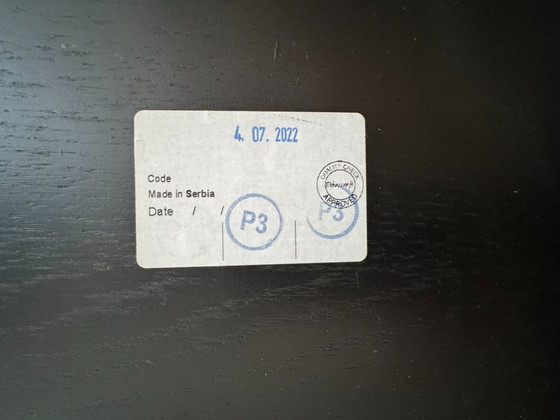 4. 07. 2022
Code
Made in Serbia
Date / /
QUALITY CHECK
APPROVED
P3
P3